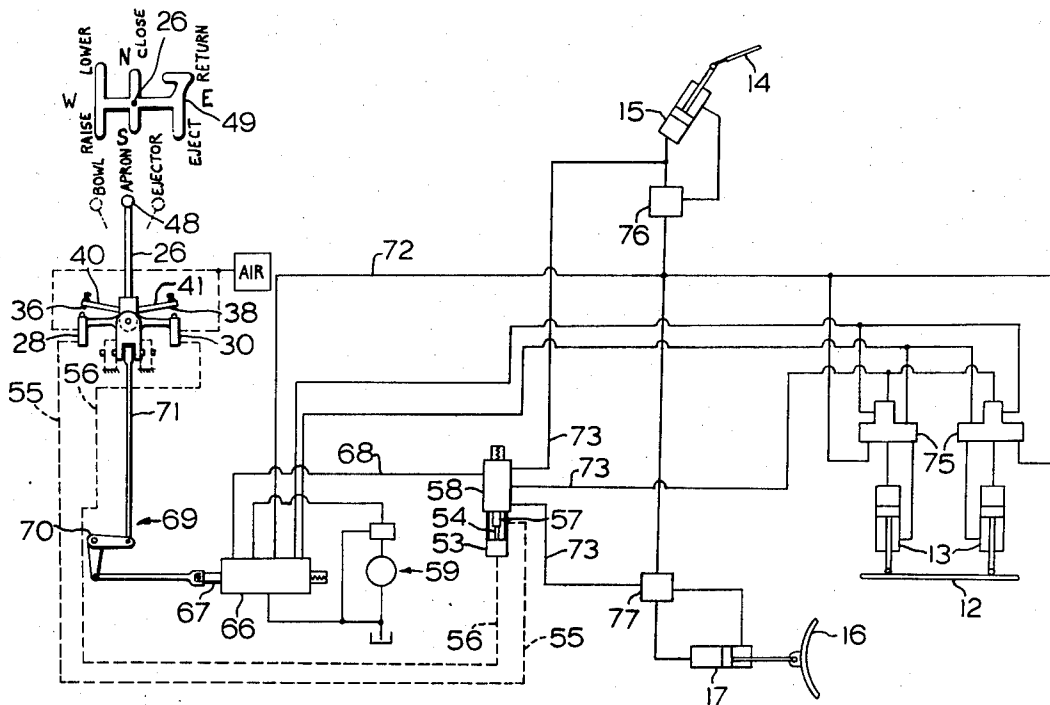 LOWER
N
CLOSE
26
RETURN
W
E
49
RAISE
S
EJECT
BOWL
APRON
EJECTOR
48
26
AIR
40
41
36
38
28
30
56
55
71
70
69
67
66
59
68
72
73
73
73
58
54
57
53
56
55
14
15
76
75
13
12
77
16
17